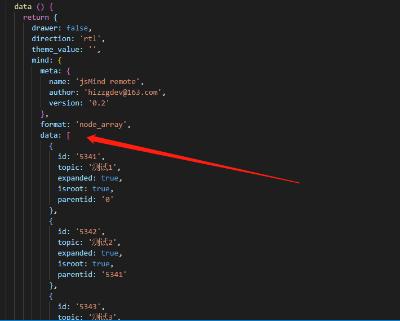 data () {
return {
drawer: false,
direction: 'rtl',
theme_value: '',
mind: {
meta: {
name: 'jsMind remote',
author: 'hizzgdev@163.com',
version: '0.2'
},
format: 'node_array',
data: [
{
id: '5341',
topic: '测试1',
expanded: true,
isroot: true,
parentid: '0'
},
{
id: '5342',
topic: '测试2',
expanded: true,
isroot: true,
parentid: '5341'
},
{
id: '5343',
topic: '测试3',